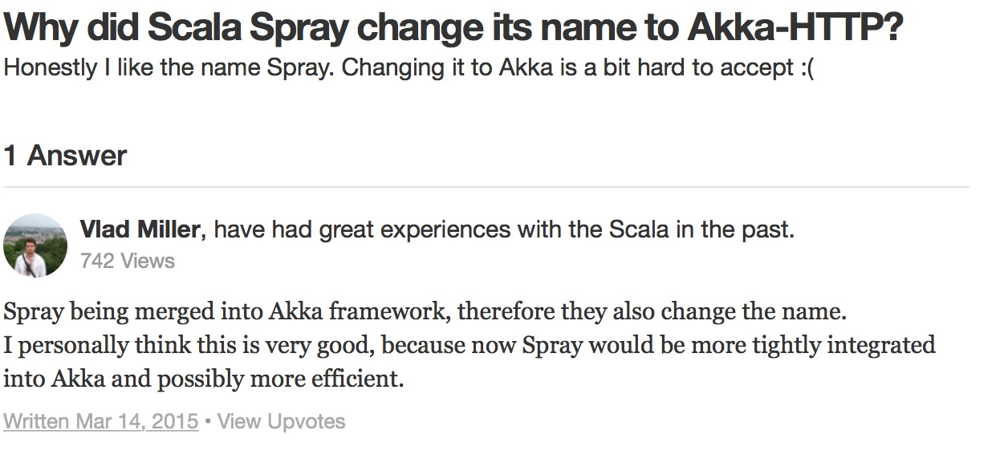 Why did Scala Spray change its name to Akka-HTTP?
Honestly I like the name Spray. Changing it to Akka is a bit hard to accept :(
1 Answer
Vlad Miller, have had great experiences with the Scala in the past.
742 Views
Spray being merged into Akka framework, therefore they also change the name.
I personally think this is very good, because now Spray would be more tightly integrated
into Akka and possibly more efficient.
Written Mar 14, 2015 • View Upvotes